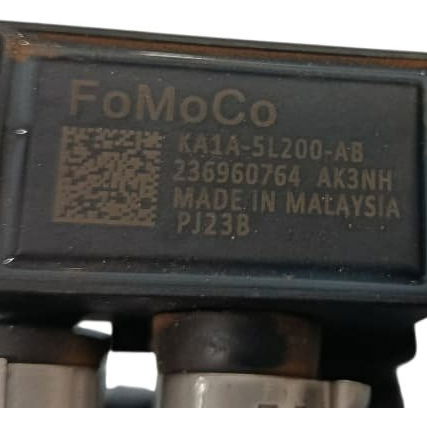 FoMoCo
KA1A-5L200-AB
236960764 AK3NH
MADE IN MALAYSIA
PJ23B